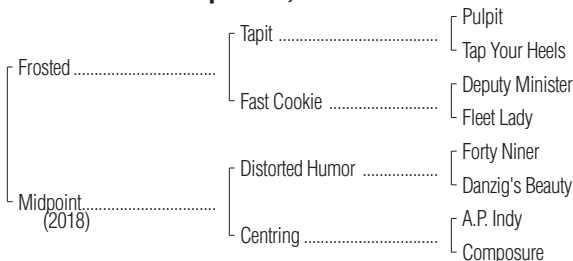 Pulpit
Tapit ................................................
Tap Your Heels
Frosted ...........................................
Deputy Minister
Fast Cookie .................................
Fleet Lady
Forty Niner
Distorted Humor .......................
Danzig's Beauty
Midpoint.........................................
(2018)
A.P. Indy
Centring ........................................
Composure